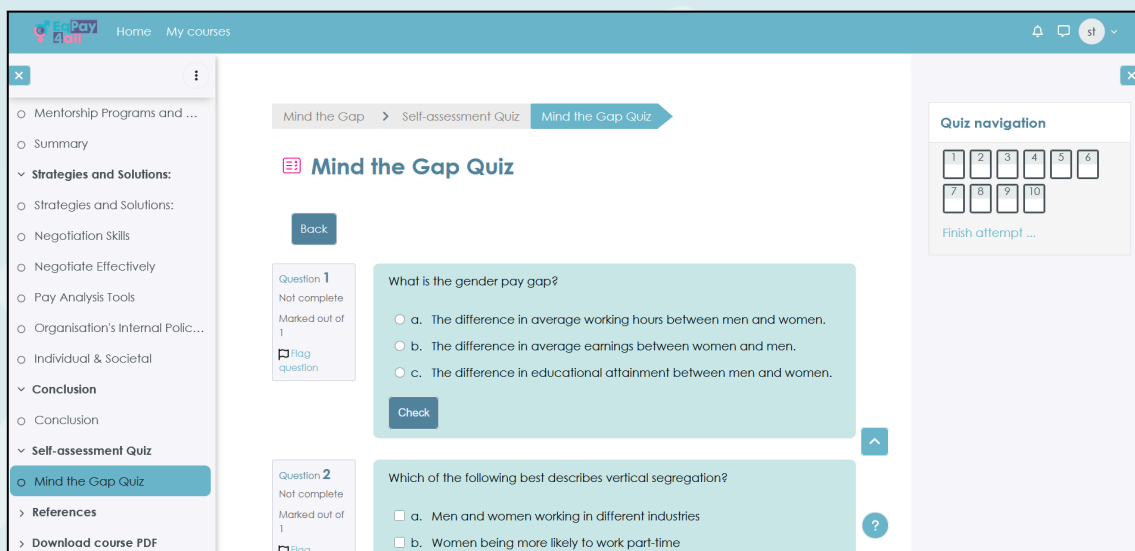 EqPay
4all
Home My courses
st
Mentorship Programs and ...
Summary
Strategies and Solutions:
Strategies and Solutions:
Negotiation Skills
Negotiate Effectively
Pay Analysis Tools
Organisation's Internal Polic...
Individual & Societal
Conclusion
Conclusion
Self-assessment Quiz
Mind the Gap Quiz
References
Download course PDF
Mind the Gap > Self-assessment Quiz Mind the Gap Quiz
Mind the Gap Quiz
Back
Question 1
Not complete
Marked out of
1
Flag
question
What is the gender pay gap?
a. The difference in average working hours between men and women.
b. The difference in average earnings between women and men.
c. The difference in educational attainment between men and women.
Check
Question 2
Not complete
Marked out of
1
Flag
Which of the following best describes vertical segregation?
a. Men and women working in different industries
b. Women being more likely to work part-time
?
Quiz navigation
1 2 3 4 5 6
7 8 9 10
Finish attempt ...